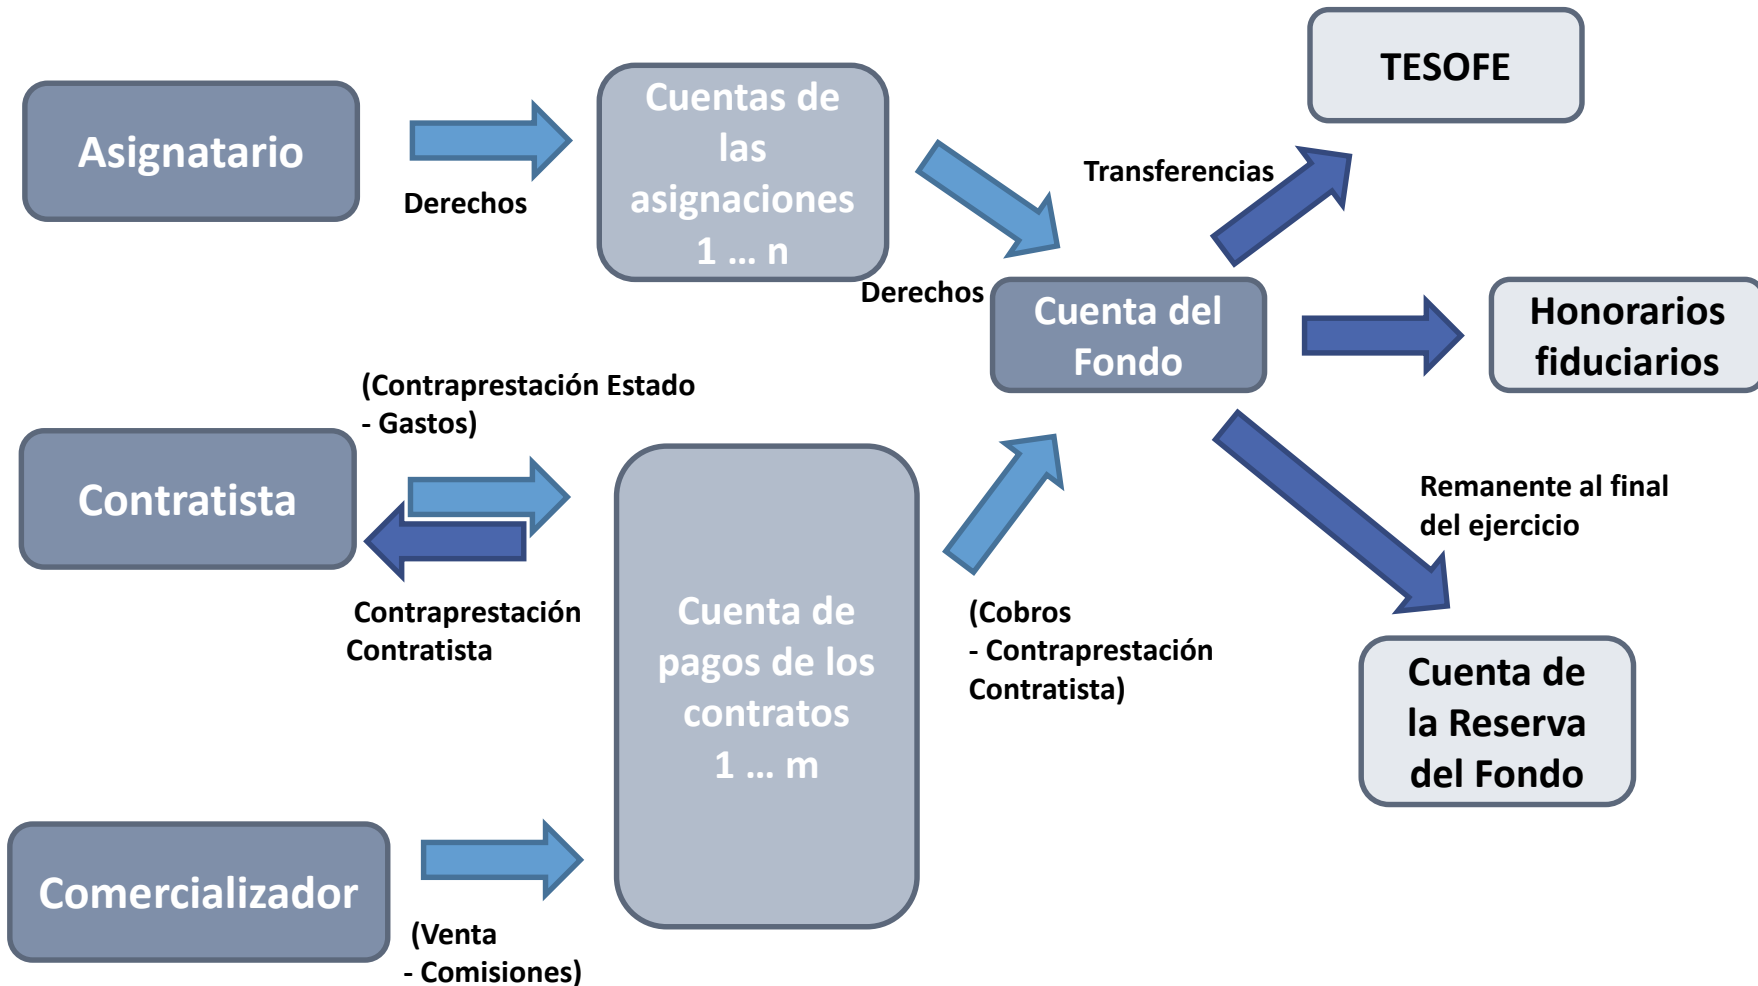 TESOFE
Cuentas de
las
asignaciones
1 ... n
Asignatario
Derechos
Transferencias
Derechos
Cuenta del
Fondo
Honorarios
fiduciarios
(Contraprestación Estado
- Gastos)
Contratista
Contraprestación
Contratista
Cuenta de
pagos de los
contratos
1 ... m
(Cobros
- Contraprestación
Contratista)
Remanente al final
del ejercicio
Cuenta de
la Reserva
del Fondo
Comercializador
(Venta
- Comisiones)